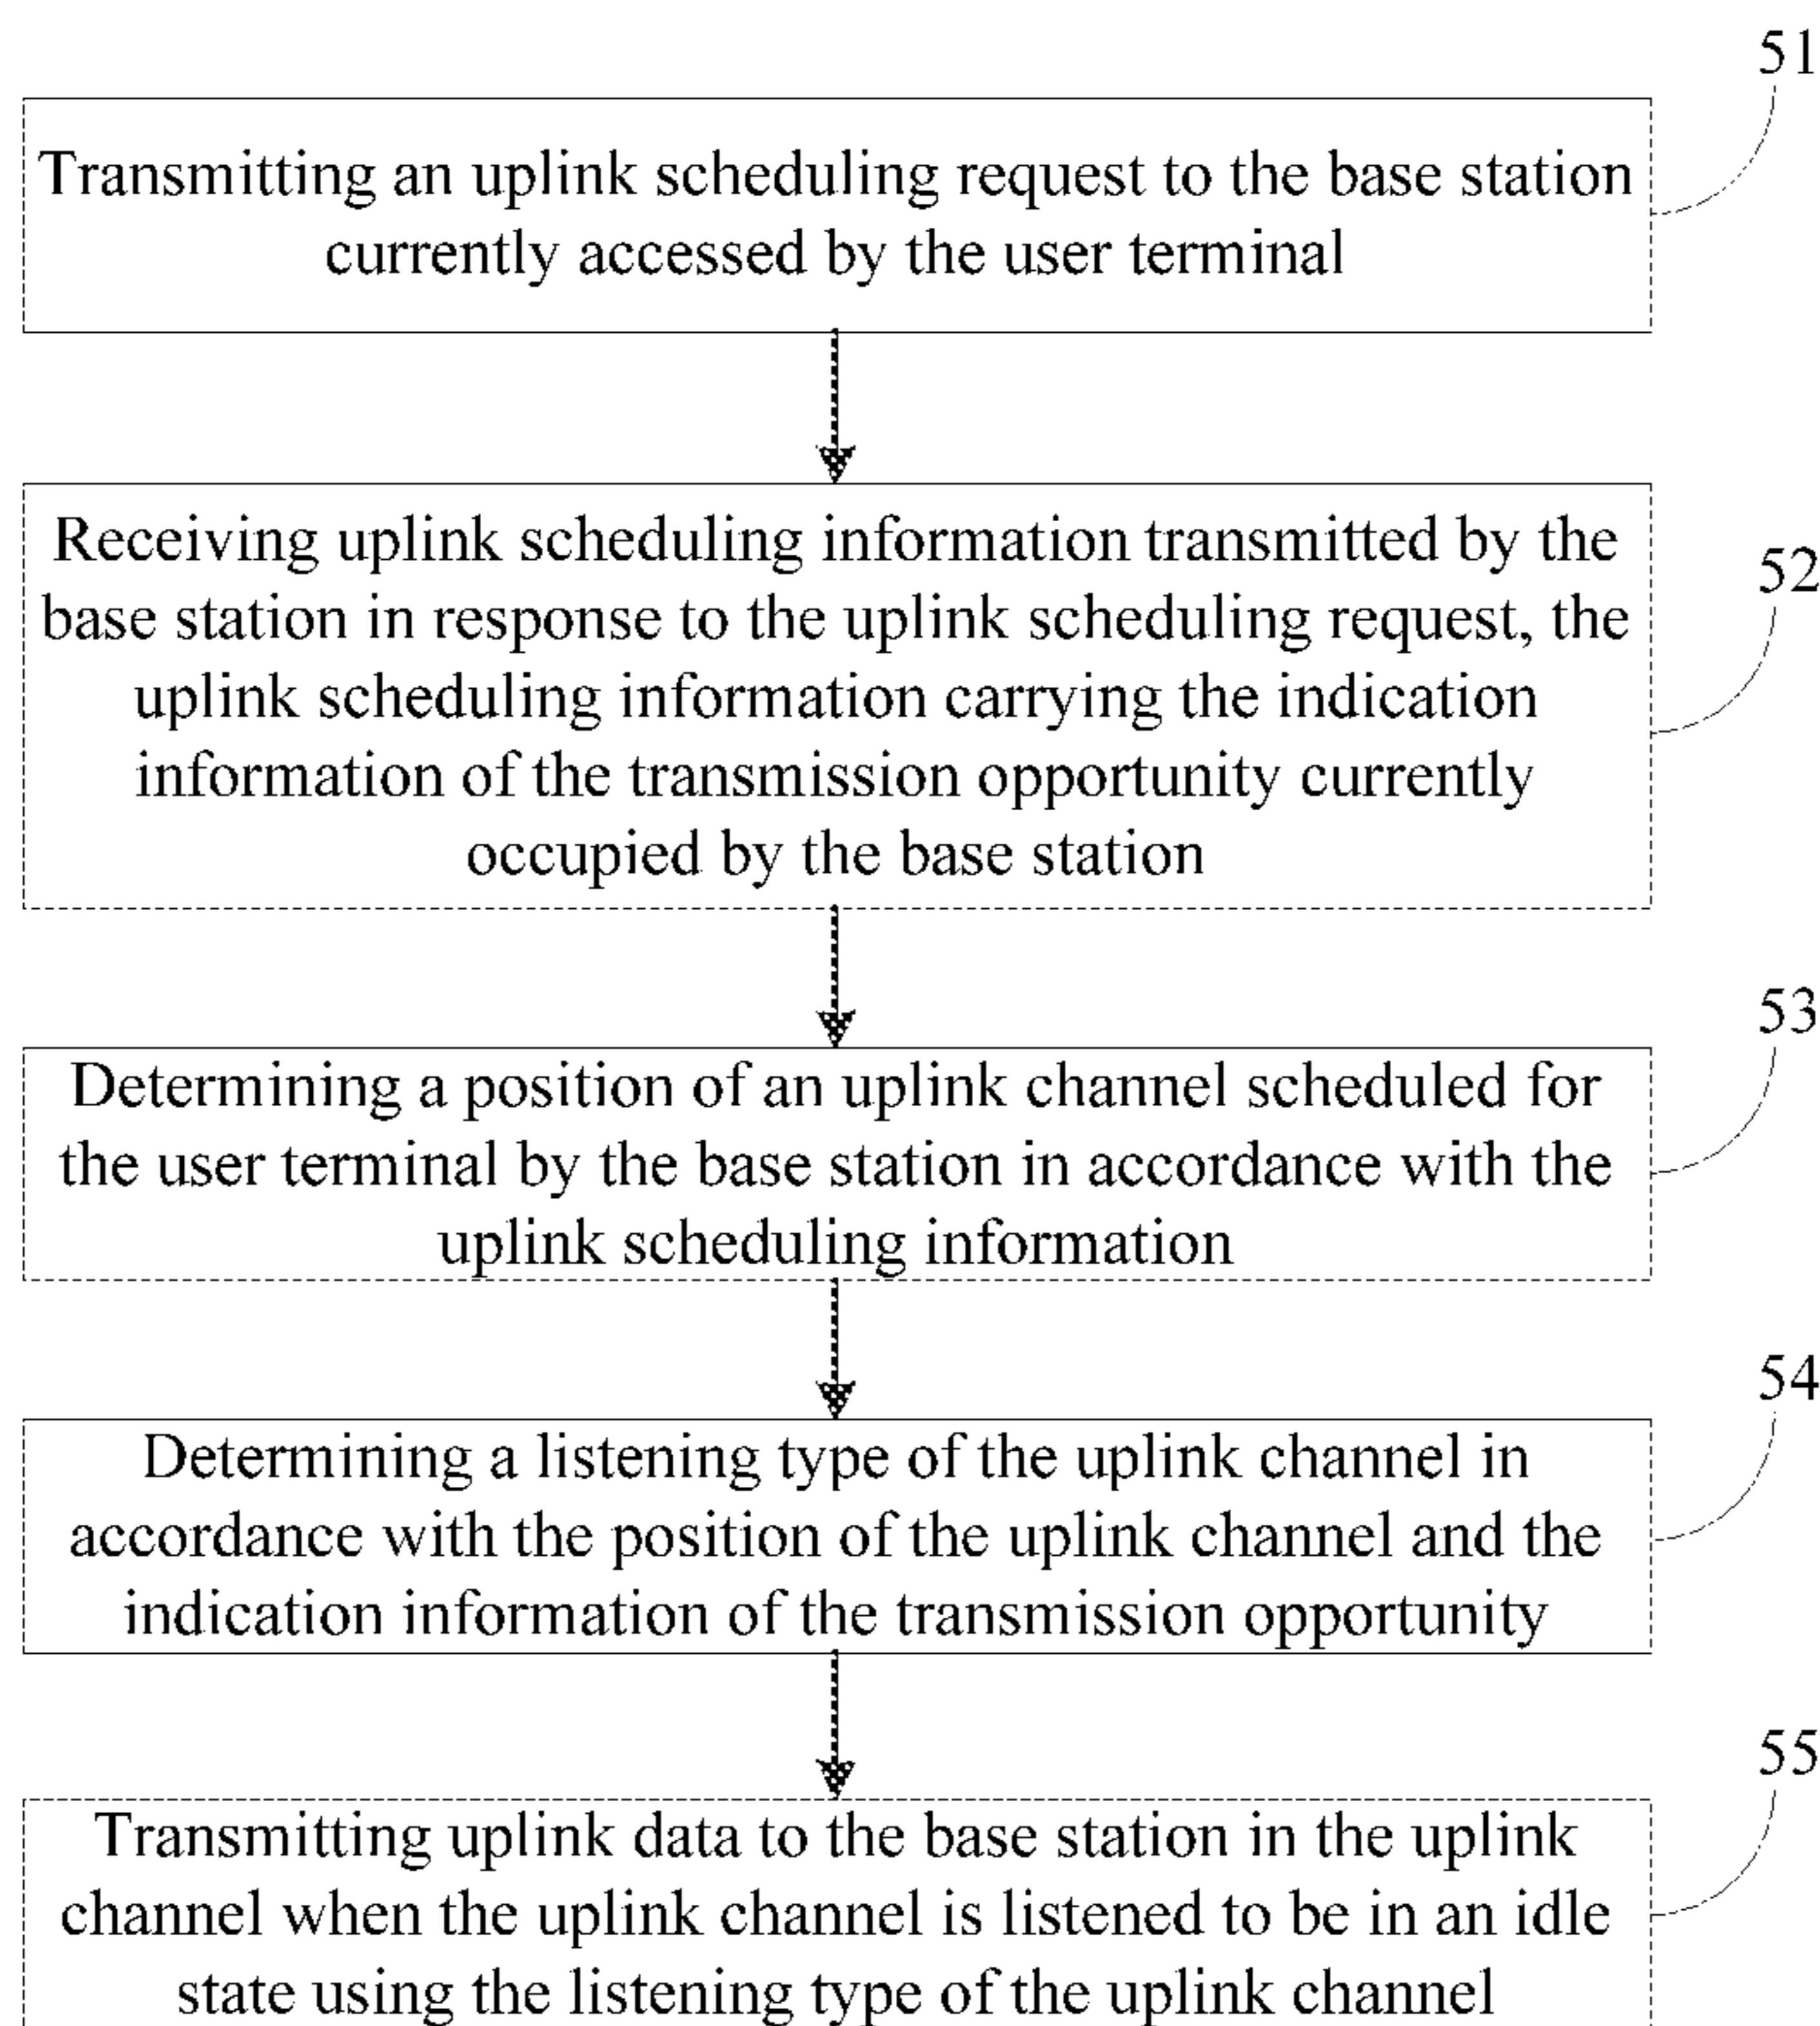 51
Transmitting an uplink scheduling request to the base station
currently accessed by the user terminal
Receiving uplink scheduling information transmitted by the
base station in response to the uplink scheduling request, the
uplink scheduling information carrying the indication
information of the transmission opportunity currently
occupied by the base station
52
53
Determining a position of an uplink channel scheduled for
the user terminal by the base station in accordance with the
uplink scheduling information
54
Determining a listening type of the uplink channel in
accordance with the position of the uplink channel and the
indication information of the transmission opportunity
55
Transmitting uplink data to the base station in the uplink
channel when the uplink channel is listened to be in an idle
state using the listening type of the uplink channel